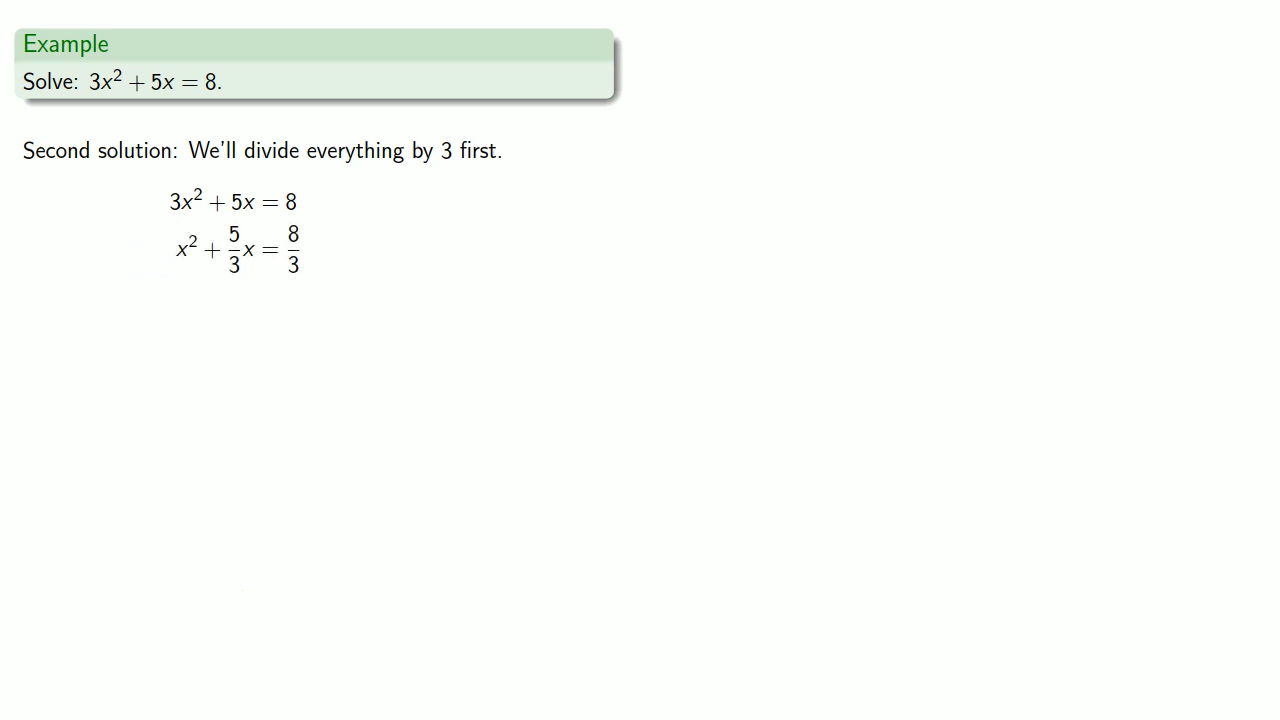 Example
Solve: 3x² + 5x = 8.
Second solution: We'll divide everything by 3 first.
3x² + 5x = 8
x² + 5/3 x = 8/3